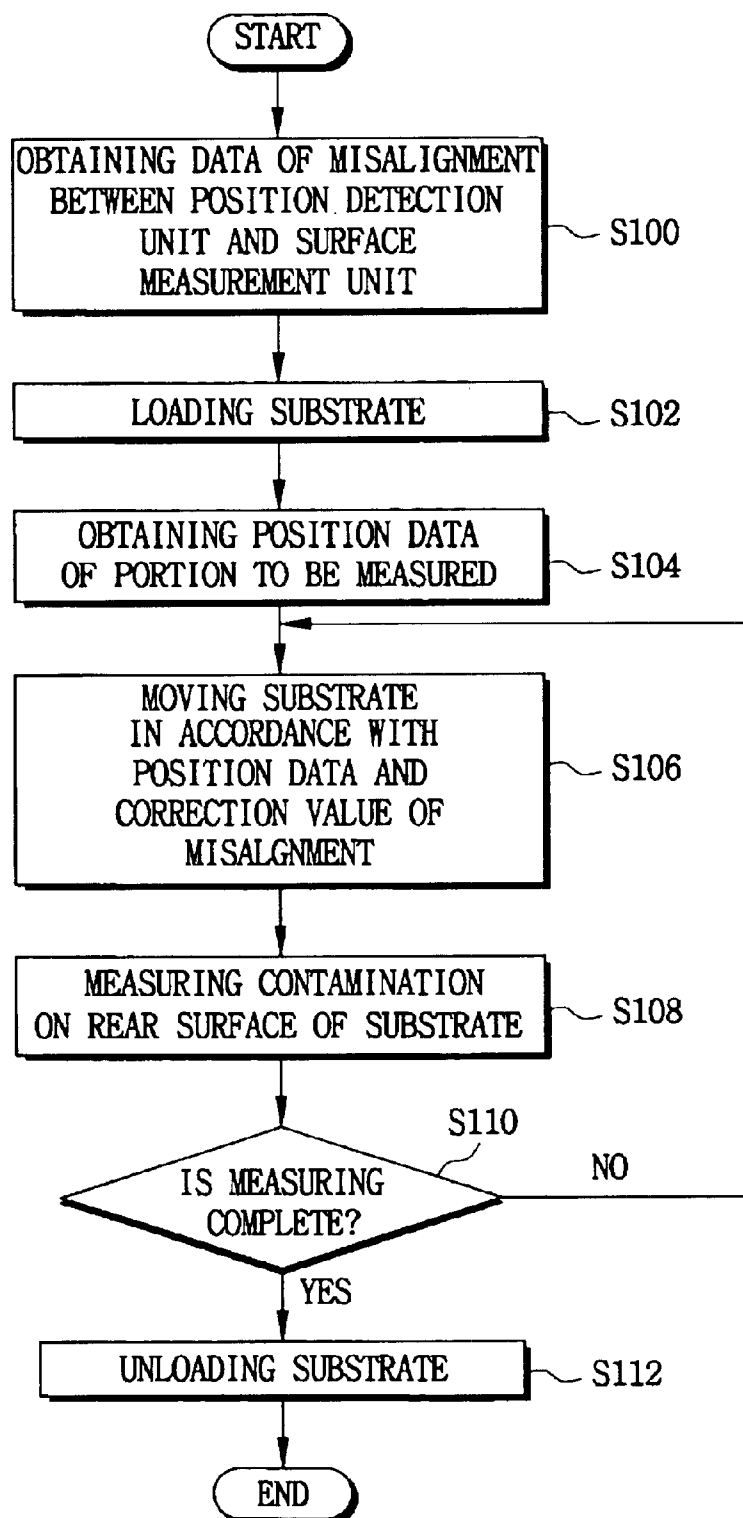 START
OBTAINING DATA OF MISALIGNMENT
BETWEEN POSITION DETECTION
UNIT AND SURFACE
MEASUREMENT UNIT
S100
LOADING SUBSTRATE
S102
OBTAINING POSITION DATA
OF PORTION TO BE MEASURED
S104
MOVING SUBSTRATE
IN ACCORDANCE WITH
POSITION DATA AND
CORRECTION VALUE OF
MISALGNMENT
S106
MEASURING CONTAMINATION
ON REAR SURFACE OF SUBSTRATE
S108
S110
IS MEASURING
COMPLETE?
NO
YES
UNLOADING SUBSTRATE
S112
END